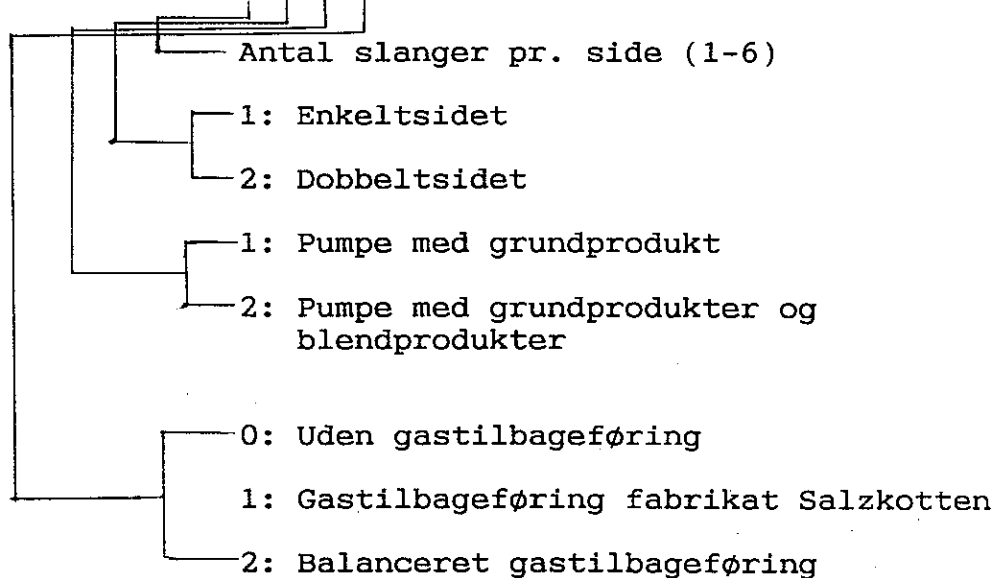 Antal slanger pr. side (1-6)
1: Enkeltsidet
2: Dobbeltsidet
1: Pumpe med grundprodukt
2: Pumpe med grundprodukter og
blendprodukter
0: Uden gastilbageføring
1: Gastilbageføring fabrikat Salzkotten
2: Balanceret gastilbageføring